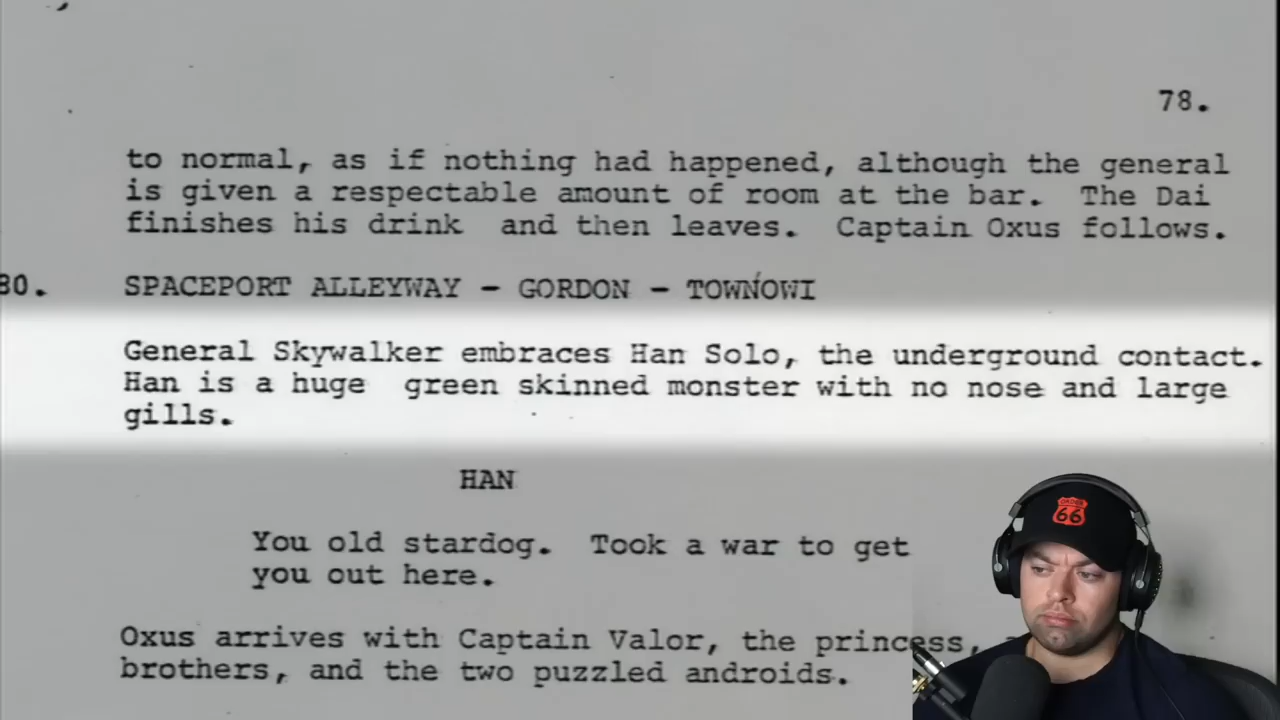 78.
to normal, as if nothing had happened, although the general
is given a respectable amount of room at the bar. The Dai
finishes his drink and then leaves. Captain Oxus follows.
80. SPACEPORT ALLEYWAY - GORDON - TOWNOWI
General Skywalker embraces Han Solo, the underground contact.
Han is a huge green skinned monster with no nose and large
gills.
HAN
You old stardog. Took a war to get
you out here.
Oxus arrives with Captain Valor, the princess,
brothers, and the two puzzled androids.
ORDER
66